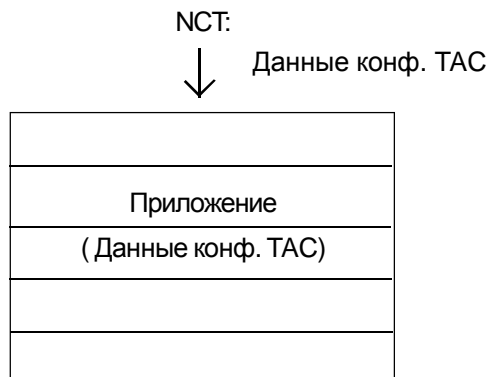 NCT:
Данные конф. TAC
Приложение
( Данные конф. TAC)